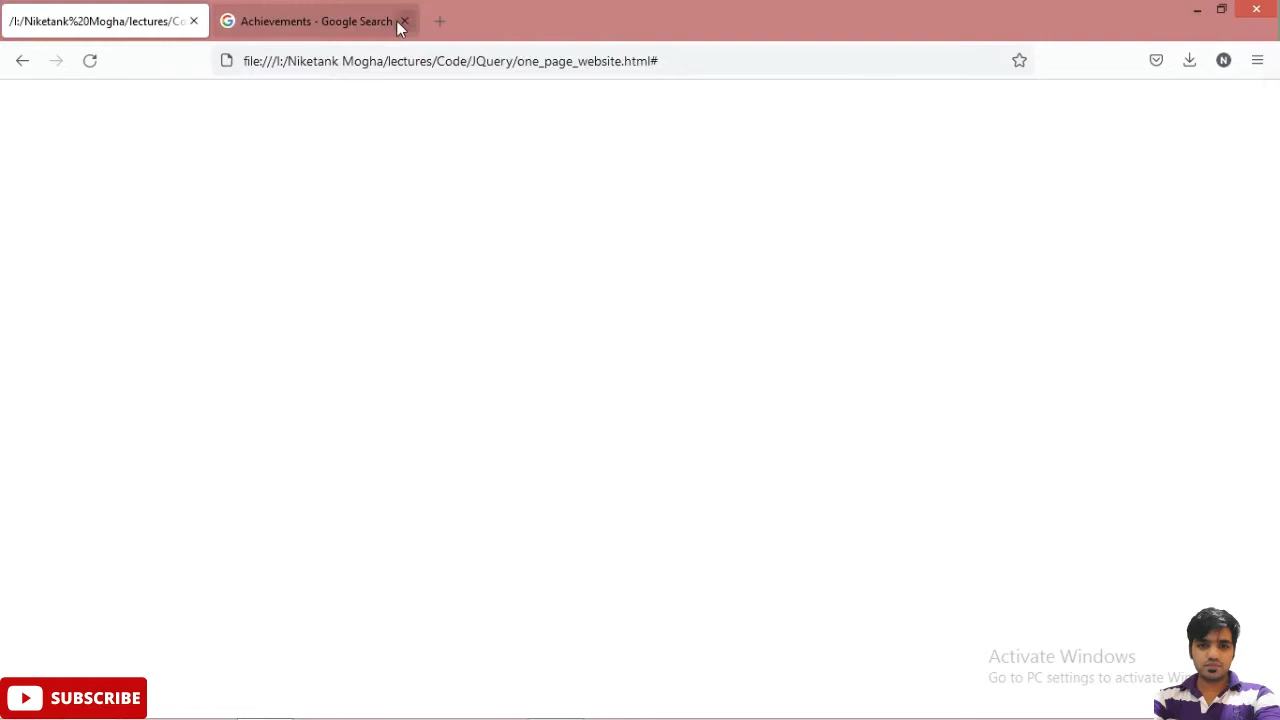 /I:/Niketank%20Mogha/lectures/Co
Achievements - Google Search
file:///I:/Niketank Mogha/lectures/Code/JQuery/one_page_website.html#
N
Activate Windows
Go to PC settings to activate
SUBSCRIBE